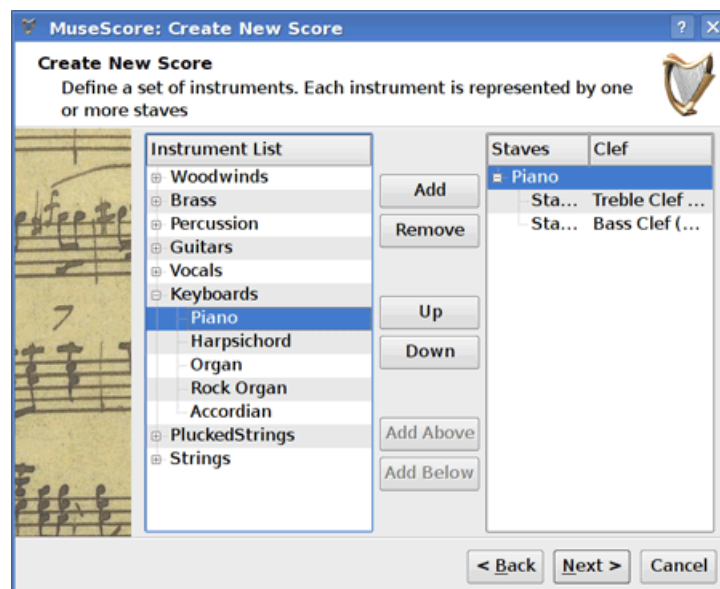 MuseScore: Create New Score
?
Create New Score
Define a set of instruments. Each instrument is represented by one
or more staves
Instrument List
Woodwinds
Brass
Percussion
Guitars
Vocals
Keyboards
Piano
Harpsichord
Organ
Rock Organ
Accordian
PluckedStrings
Strings
Add
Remove
Up
Down
Add Above
Add Below
Staves Clef
Piano
Sta... Treble Clef ...
Sta... Bass Clef (...
7
< Back
Next >
Cancel